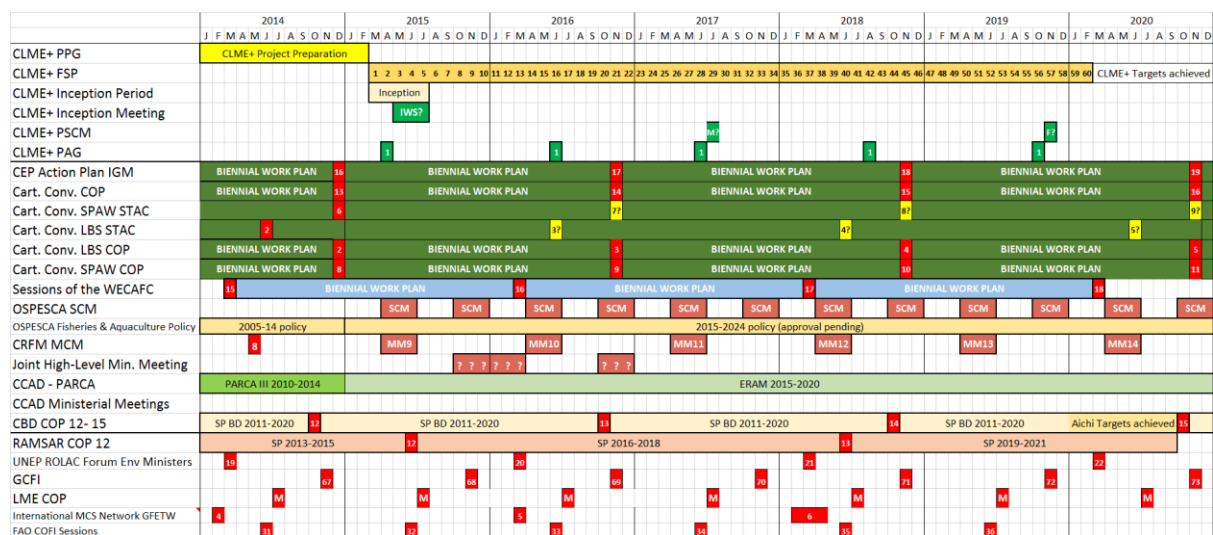 2014 2015 2016 2017 2018 2019 2020
J F M A M J J A S O N D J F M A M J J A S O N D J F M A M J J A S O N D J F M A M J J A S O N D J F M A M J J A S O N D J F M A M J J A S O N D J F M A M J J A S O N D
CLME+ PPG CLME+ Project Preparation
CLME+ FSP 1 2 3 4 5 6 7 8 9 10 11 12 13 14 15 16 17 18 19 20 21 22 23 24 25 26 27 28 29 30 31 32 33 34 35 36 37 38 39 40 41 42 43 44 45 46 47 48 49 50 51 52 53 54 55 56 57 58 59 60 CLME+ Targets achieved
CLME+ Inception Period Inception
CLME+ Inception Meeting IWS?
CLME+ PSCM M? F?
CLME+ PAG 1 1 1 1 1
CEP Action Plan IGM BIENNIAL WORK PLAN 16 BIENNIAL WORK PLAN 17 BIENNIAL WORK PLAN 18 BIENNIAL WORK PLAN 19
Cart. Conv. COP BIENNIAL WORK PLAN 13 BIENNIAL WORK PLAN 14 BIENNIAL WORK PLAN 15 BIENNIAL WORK PLAN 16
Cart. Conv. SPAW STAC 6 7? 8? 9?
Cart. Conv. LBS STAC 2 3? 4? 5?
Cart. Conv. LBS COP BIENNIAL WORK PLAN 2 BIENNIAL WORK PLAN 3 BIENNIAL WORK PLAN 4 BIENNIAL WORK PLAN 5
Cart. Conv. SPAW COP BIENNIAL WORK PLAN 8 BIENNIAL WORK PLAN 9 BIENNIAL WORK PLAN 10 BIENNIAL WORK PLAN 11
Sessions of the WECAFC 15 BIENNIAL WORK PLAN 16 BIENNIAL WORK PLAN 17 BIENNIAL WORK PLAN 18
OSPESCA SCM SCM SCM SCM SCM SCM SCM SCM SCM SCM SCM SCM SCM
OSPESCA Fisheries & Aquaculture Policy 2005-14 policy 2015-2024 policy (approval pending)
CRFM MCM 8 MM9 MM10 MM11 MM12 MM13 MM14
Joint High-Level Min. Meeting ? ? ? ? ? ? ? ? ?
CCAD - PARCA PARCA III 2010-2014 ERAM 2015-2020
CCAD Ministerial Meetings
CBD COP 12- 15 SP BD 2011-2020 12 SP BD 2011-2020 13 SP BD 2011-2020 14 SP BD 2011-2020 Aichi Targets achieved 15
RAMSAR COP 12 SP 2013-2015 12 SP 2016-2018 13 SP 2019-2021
UNEP ROLAC Forum Env Ministers 19 20 21 22
GCFI 67 68 69 70 71 72 73
LME COP M M M M M M M
International MCS Network GFETW 4 5 6
FAO COFI Sessions 31 32 33 34 35 36